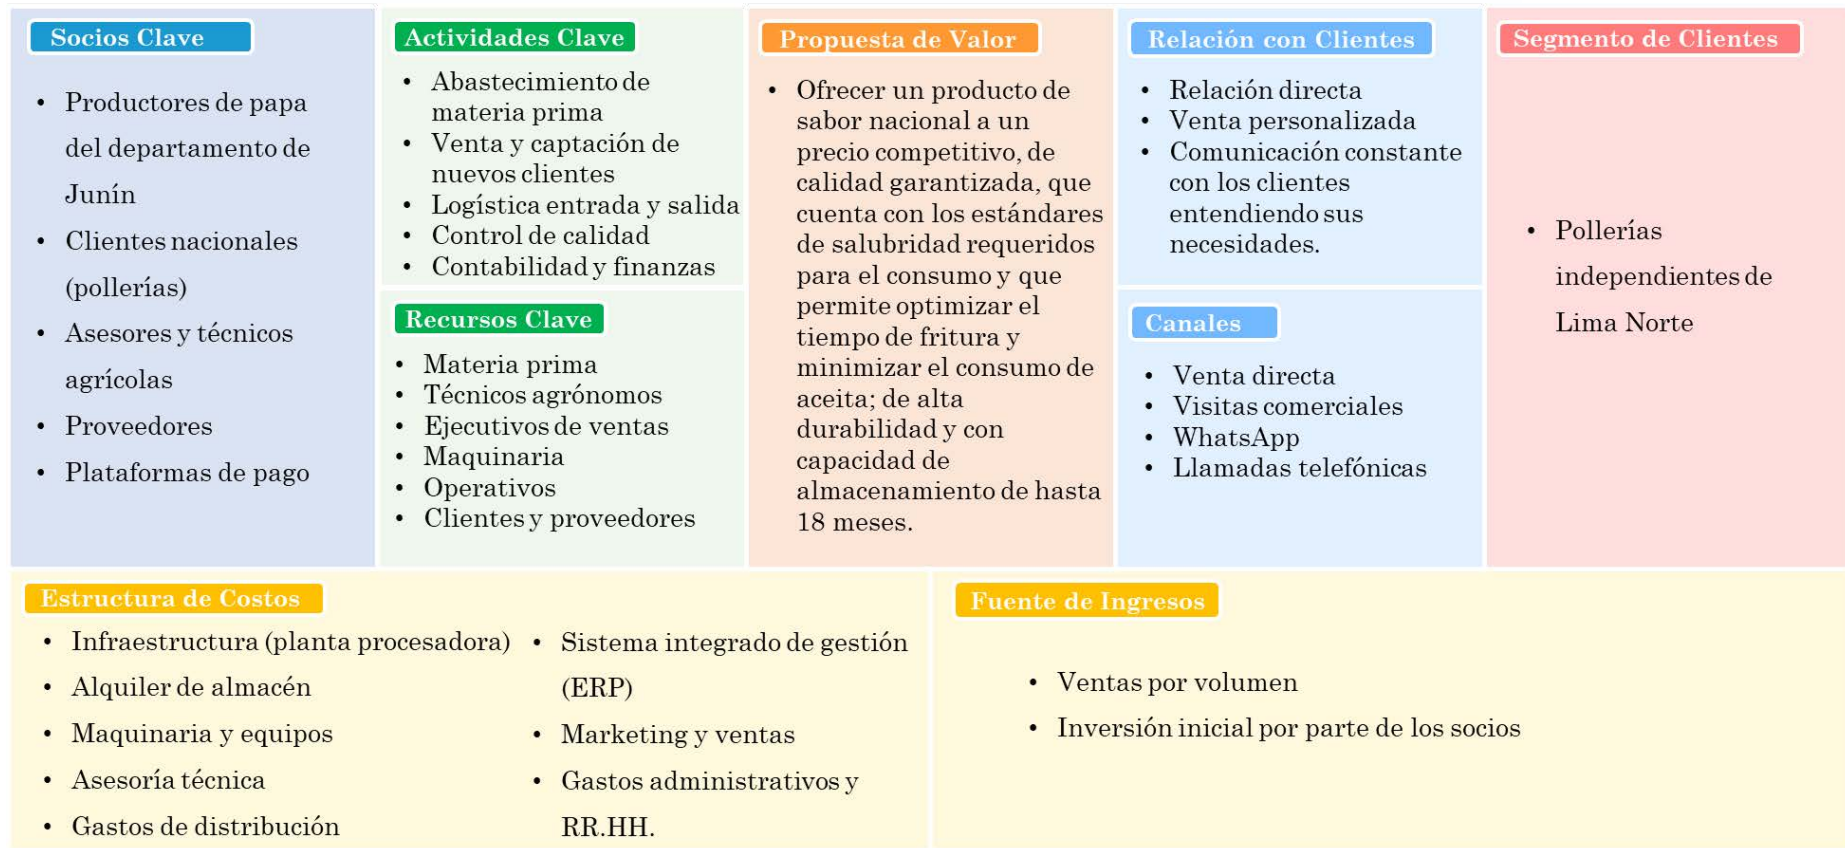 Socios Clave
• Productores de papa
del departamento de
Junín
• Clientes nacionales
(pollerías)
• Asesores y técnicos
agrícolas
• Proveedores
• Plataformas de pago
Actividades Clave
• Abastecimiento de
materia prima
• Venta y captación de
nuevos clientes
• Logística entrada y salida
• Control de calidad
• Contabilidad y finanzas
Recursos Clave
• Materia prima
• Técnicos agrónomos
• Ejecutivos de ventas
• Maquinaria
• Operativos
• Clientes y proveedores
Propuesta de Valor
• Ofrecer un producto de
sabor nacional a un
precio competitivo, de
calidad garantizada, que
cuenta con los estándares
de salubridad requeridos
para el consumo y que
permite optimizar el
tiempo de fritura y
minimizar el consumo de
aceita; de alta
durabilidad y con
capacidad de
almacenamiento de hasta
18 meses.
Relación con Clientes
• Relación directa
• Venta personalizada
• Comunicación constante
con los clientes
entendiendo sus
necesidades.
Canales
• Venta directa
• Visitas comerciales
• WhatsApp
• Llamadas telefónicas
Segmento de Clientes
• Pollerías
independientes de
Lima Norte
Estructura de Costos
• Infraestructura (planta procesadora)
• Alquiler de almacén
• Maquinaria y equipos
• Asesoría técnica
• Gastos de distribución
• Sistema integrado de gestión
(ERP)
• Marketing y ventas
• Gastos administrativos y
RR.HH.
Fuente de Ingresos
• Ventas por volumen
• Inversión inicial por parte de los socios